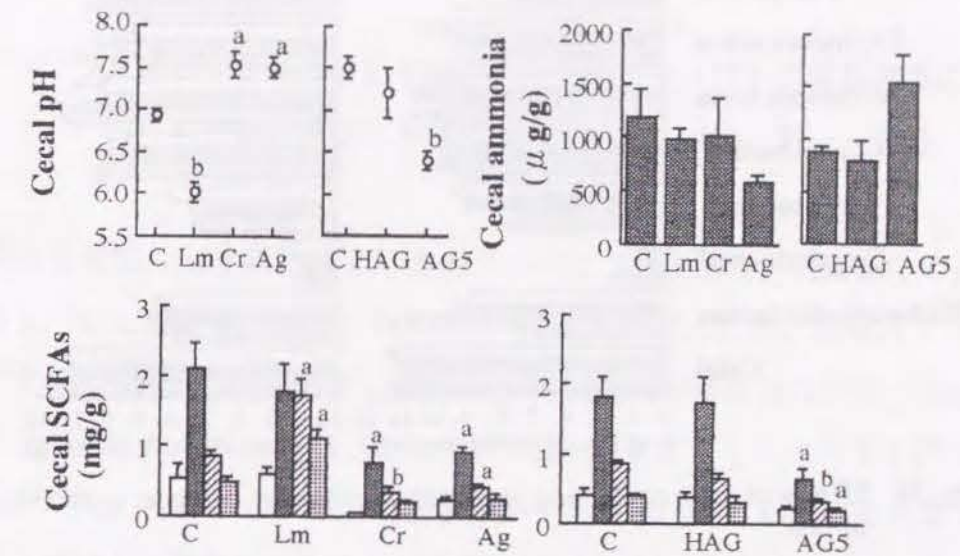 Cecal pH
8.0
7.5
7.0
6.5
6.0
5.5
a a
b
b
C Lm Cr Ag
C HAG AG5
Cecal ammonia
(μg/g)
2000
1500
1000
500
0
C Lm Cr Ag
C HAG AG5
Cecal SCFAs
(mg/g)
3
2
1
0
a
a
a
b
a
a
C Lm Cr Ag
3
2
1
0
a
b
a
C HAG AG5